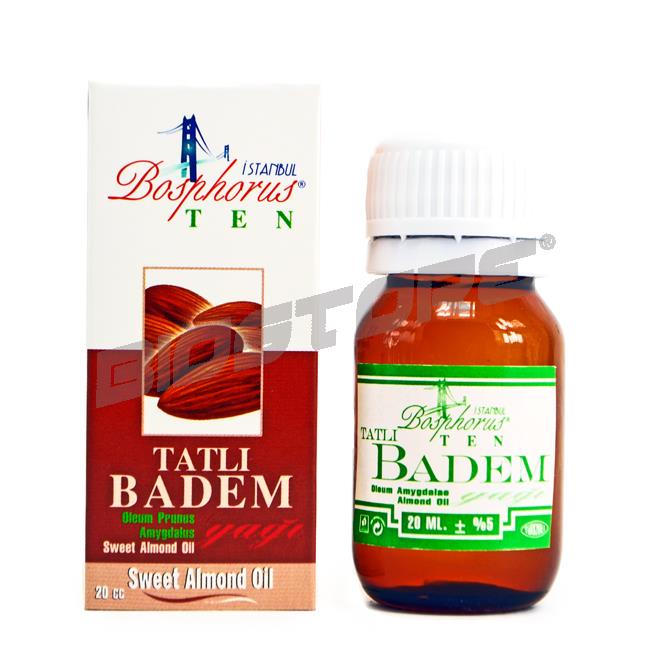 İSTANBUL
Bosphorus®
TEN
TATLI
BADEM
yağı
Oleum Prunus
Amygdalus
Sweet Almond Oil
Sweet Almond Oil
20 cc
İSTANBUL
Bosphorus®
TEN
TATLI
BADEM
yağı
Oleum Amygdalae
Almond Oil
20 ML. ± %5